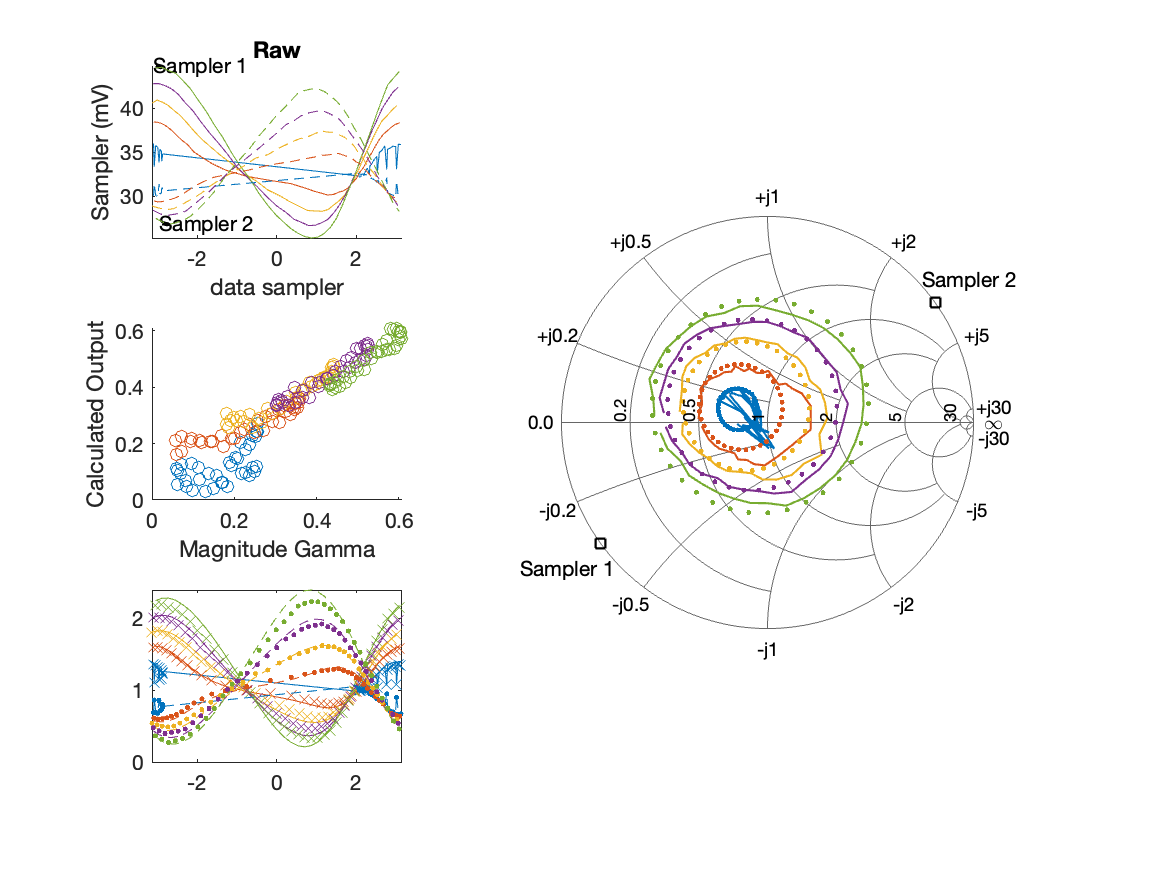 Raw
Sampler 1
40
35
30
Sampler (mV)
Sampler 2
-2 0 2
data sampler
0.6
0.4
0.2
0
Calculated Output
0 0.2 0.4 0.6
Magnitude Gamma
2
1
0
-2 0 2
+j1
+j0.5 +j2
Sampler 2
+j0.2 +j5
0.0 0.2 0.5 1 2 5 30 +j30
∞
-j30
-j0.2 -j5
Sampler 1
-j0.5 -j2
-j1